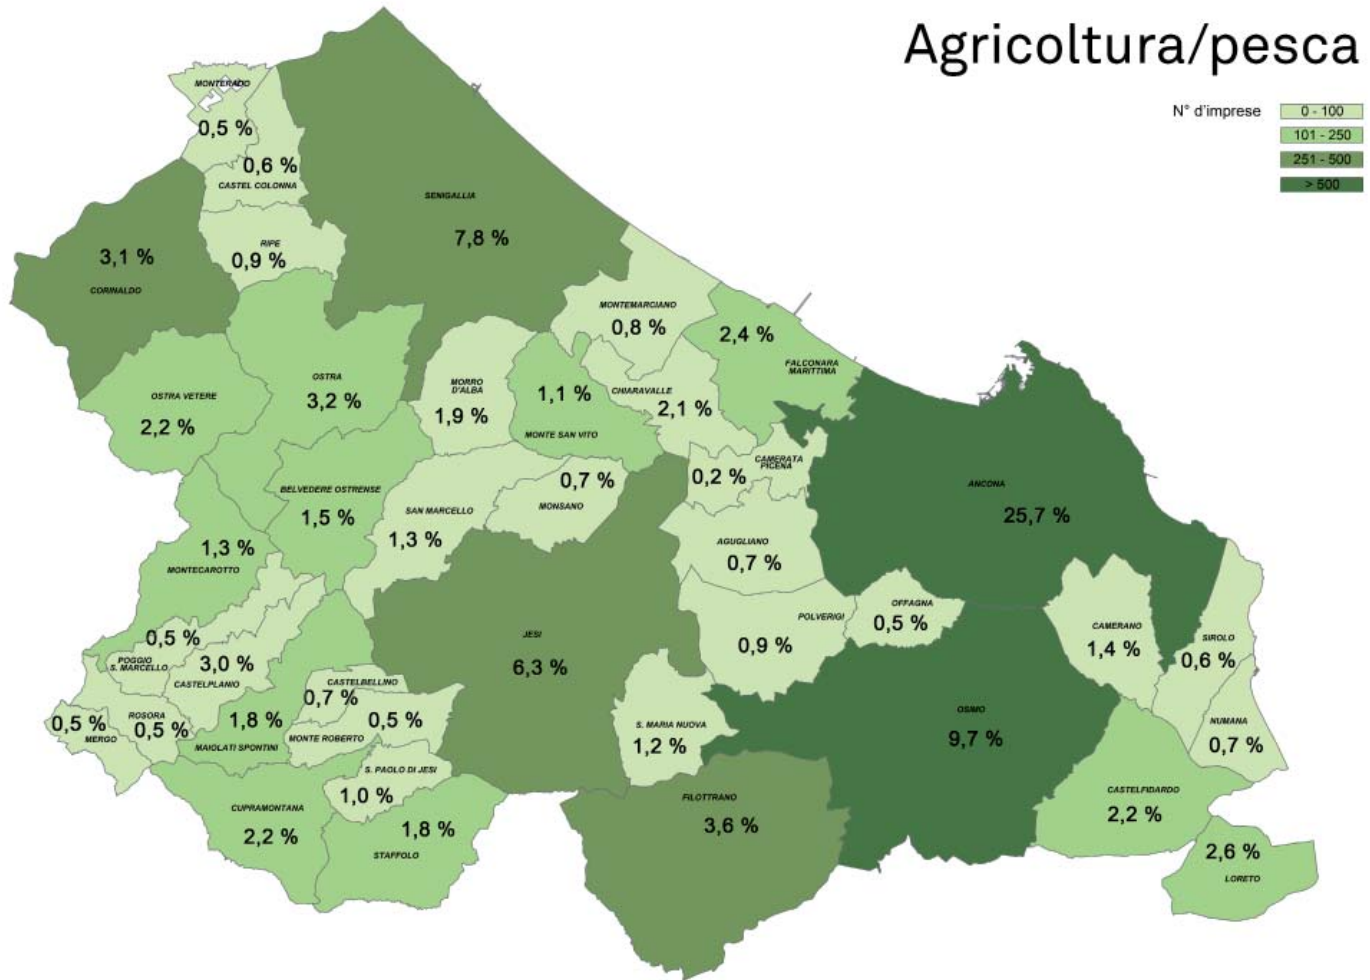 Agricoltura/pesca
N° d'imprese
0 - 100
101 - 250
251 - 500
> 500
MONTERADO
0,5 %
0,6 %
CASTEL COLONNA
SENIGALLIA
7,8 %
3,1 %
CORINALDO
RIPE
0,9 %
MONTEMARCIANO
0,8 %
2,4 %
FALCONARA
MARITTIMA
OSTRA
3,2 %
OSTRA VETERE
2,2 %
MORRO
D'ALBA
1,9 %
1,1 %
MONTE SAN VITO
CHIARAVALLE
2,1 %
CAMERATA
PICENA
0,2 %
ANCONA
25,7 %
BELVEDERE OSTRENSE
1,5 %
SAN MARCELLO
1,3 %
0,7 %
MONSANO
AGUGLIANO
0,7 %
1,3 %
MONTECAROTTO
POLVERIGI
0,9 %
OFFAGNA
0,5 %
CAMERANO
1,4 %
SIROLO
0,6 %
0,5 %
POGGIO
S. MARCELLO
3,0 %
CASTELPLANIO
JESI
6,3 %
CASTELBELLINO
0,7 %
0,5 %
MONTE ROBERTO
0,5 %
MERGO
ROSORA
0,5 %
1,8 %
MAIOLATI SPONTINI
S. MARIA NUOVA
1,2 %
OSIMO
9,7 %
NUMANA
0,7 %
S. PAOLO DI JESI
1,0 %
CUPRAMONTANA
2,2 %
1,8 %
STAFFOLO
FILOTTRANO
3,6 %
CASTELFIDARDO
2,2 %
2,6 %
LORETO